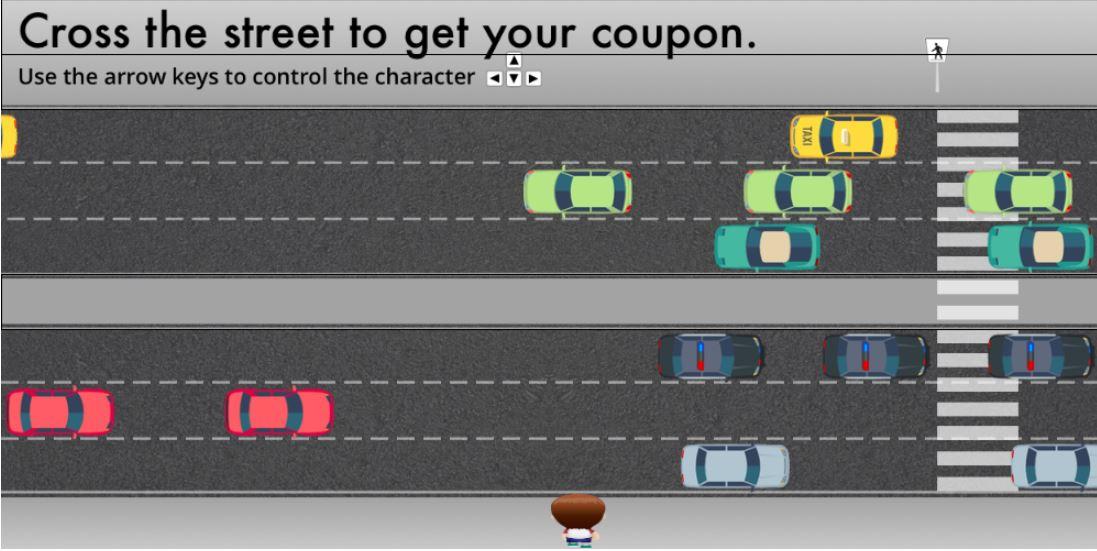 Cross the street to get your coupon.
Use the arrow keys to control the character
TAXI